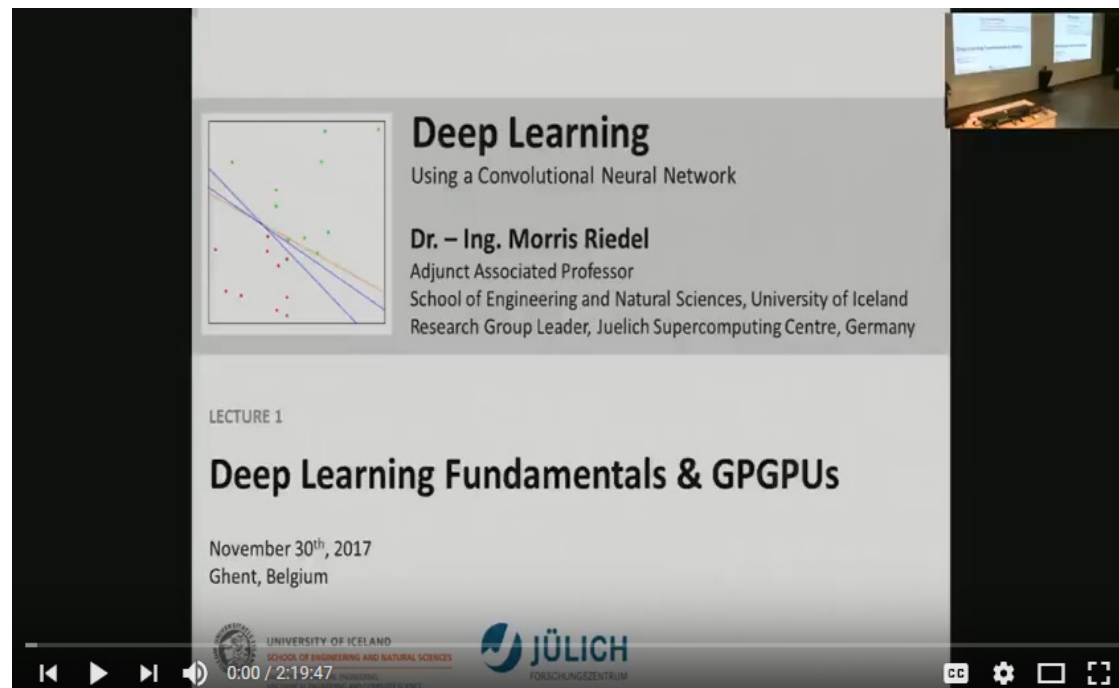 Deep Learning
Using a Convolutional Neural Network
Dr. – Ing. Morris Riedel
Adjunct Associated Professor
School of Engineering and Natural Sciences, University of Iceland
Research Group Leader, Juelich Supercomputing Centre, Germany
LECTURE 1
Deep Learning Fundamentals & GPGPUs
November 30th, 2017
Ghent, Belgium
UNIVERSITY OF ICELAND
SCHOOL OF ENGINEERING AND NATURAL SCIENCES
JÜLICH
FORSCHUNGSZENTRUM
0:00 / 2:19:47
CC